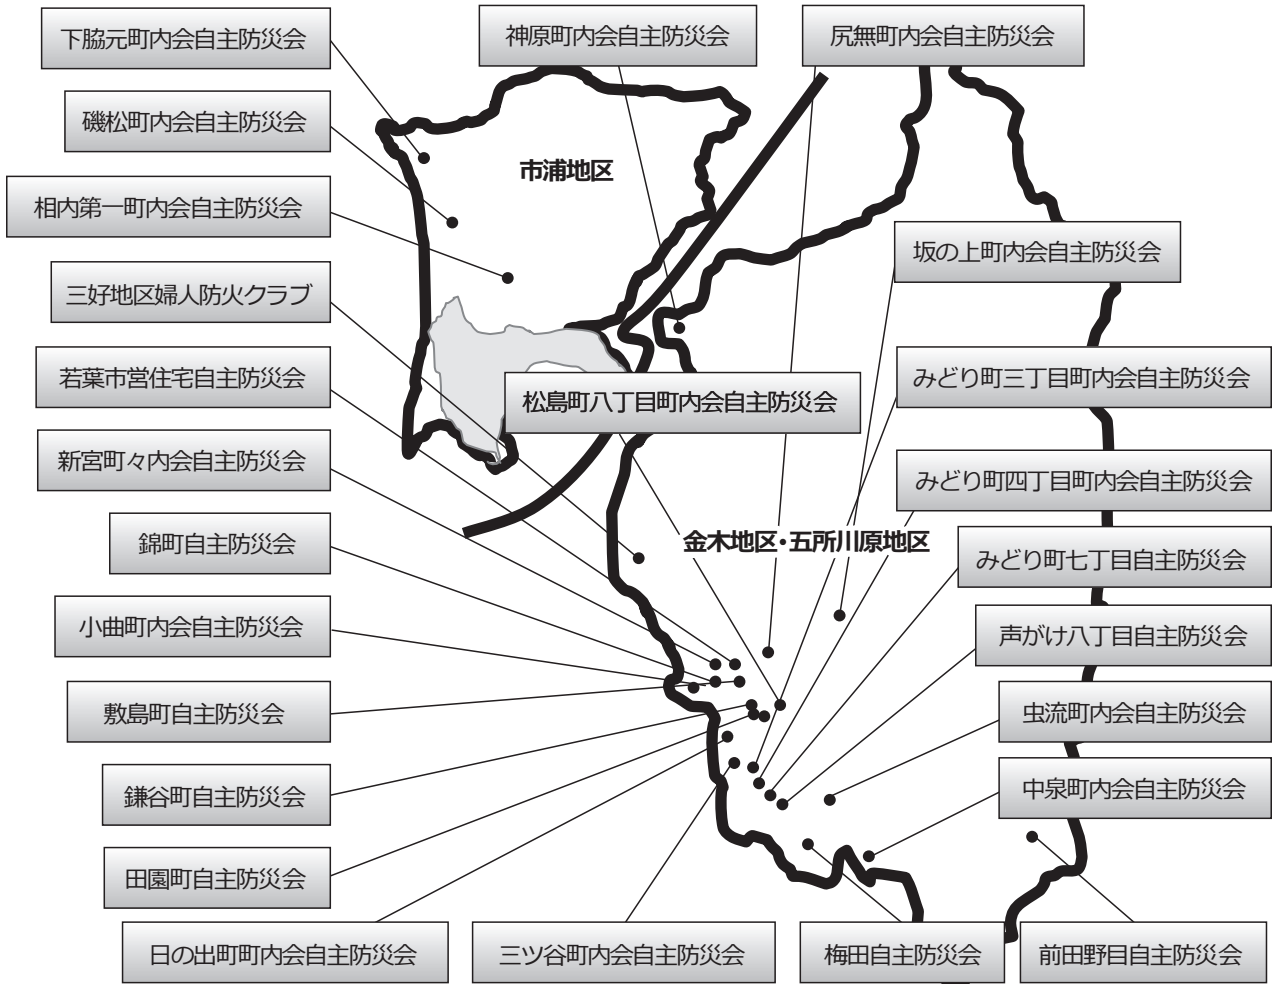 下脇元町内会自主防災会
神原町内会自主防災会
尻無町内会自主防災会
磯松町内会自主防災会
市浦地区
相内第一町内会自主防災会
坂の上町内会自主防災会
三好地区婦人防火クラブ
若葉市営住宅自主防災会
みどり町三丁目町内会自主防災会
松島町八丁目町内会自主防災会
新宮町々内会自主防災会
みどり町四丁目町内会自主防災会
錦町自主防災会
金木地区・五所川原地区
みどり町七丁目自主防災会
小曲町内会自主防災会
声がけ八丁目自主防災会
敷島町自主防災会
虫流町内会自主防災会
鎌谷町自主防災会
中泉町内会自主防災会
田園町自主防災会
日の出町町内会自主防災会
三ツ谷町内会自主防災会
梅田自主防災会
前田野目自主防災会